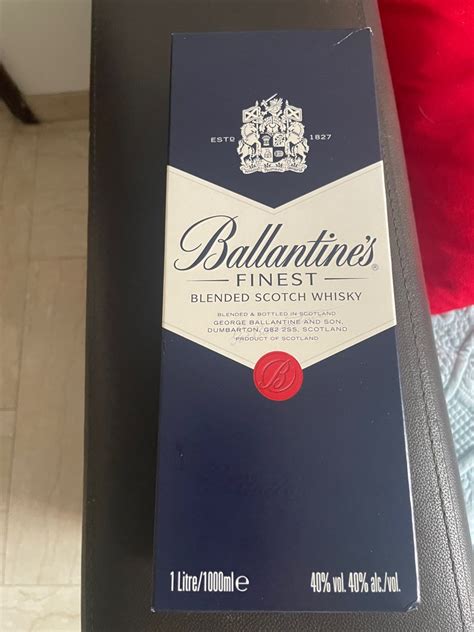 ESTD 1827
Ballantine's®
FINEST
BLENDED SCOTCH WHISKY
BLENDED & BOTTLED IN SCOTLAND
GEORGE BALLANTINE AND SON,
DUMBARTON, G82 2SS, SCOTLAND
PRODUCT OF SCOTLAND
B
1 Litre/1000ml e
40% vol. 40% alc./vol.